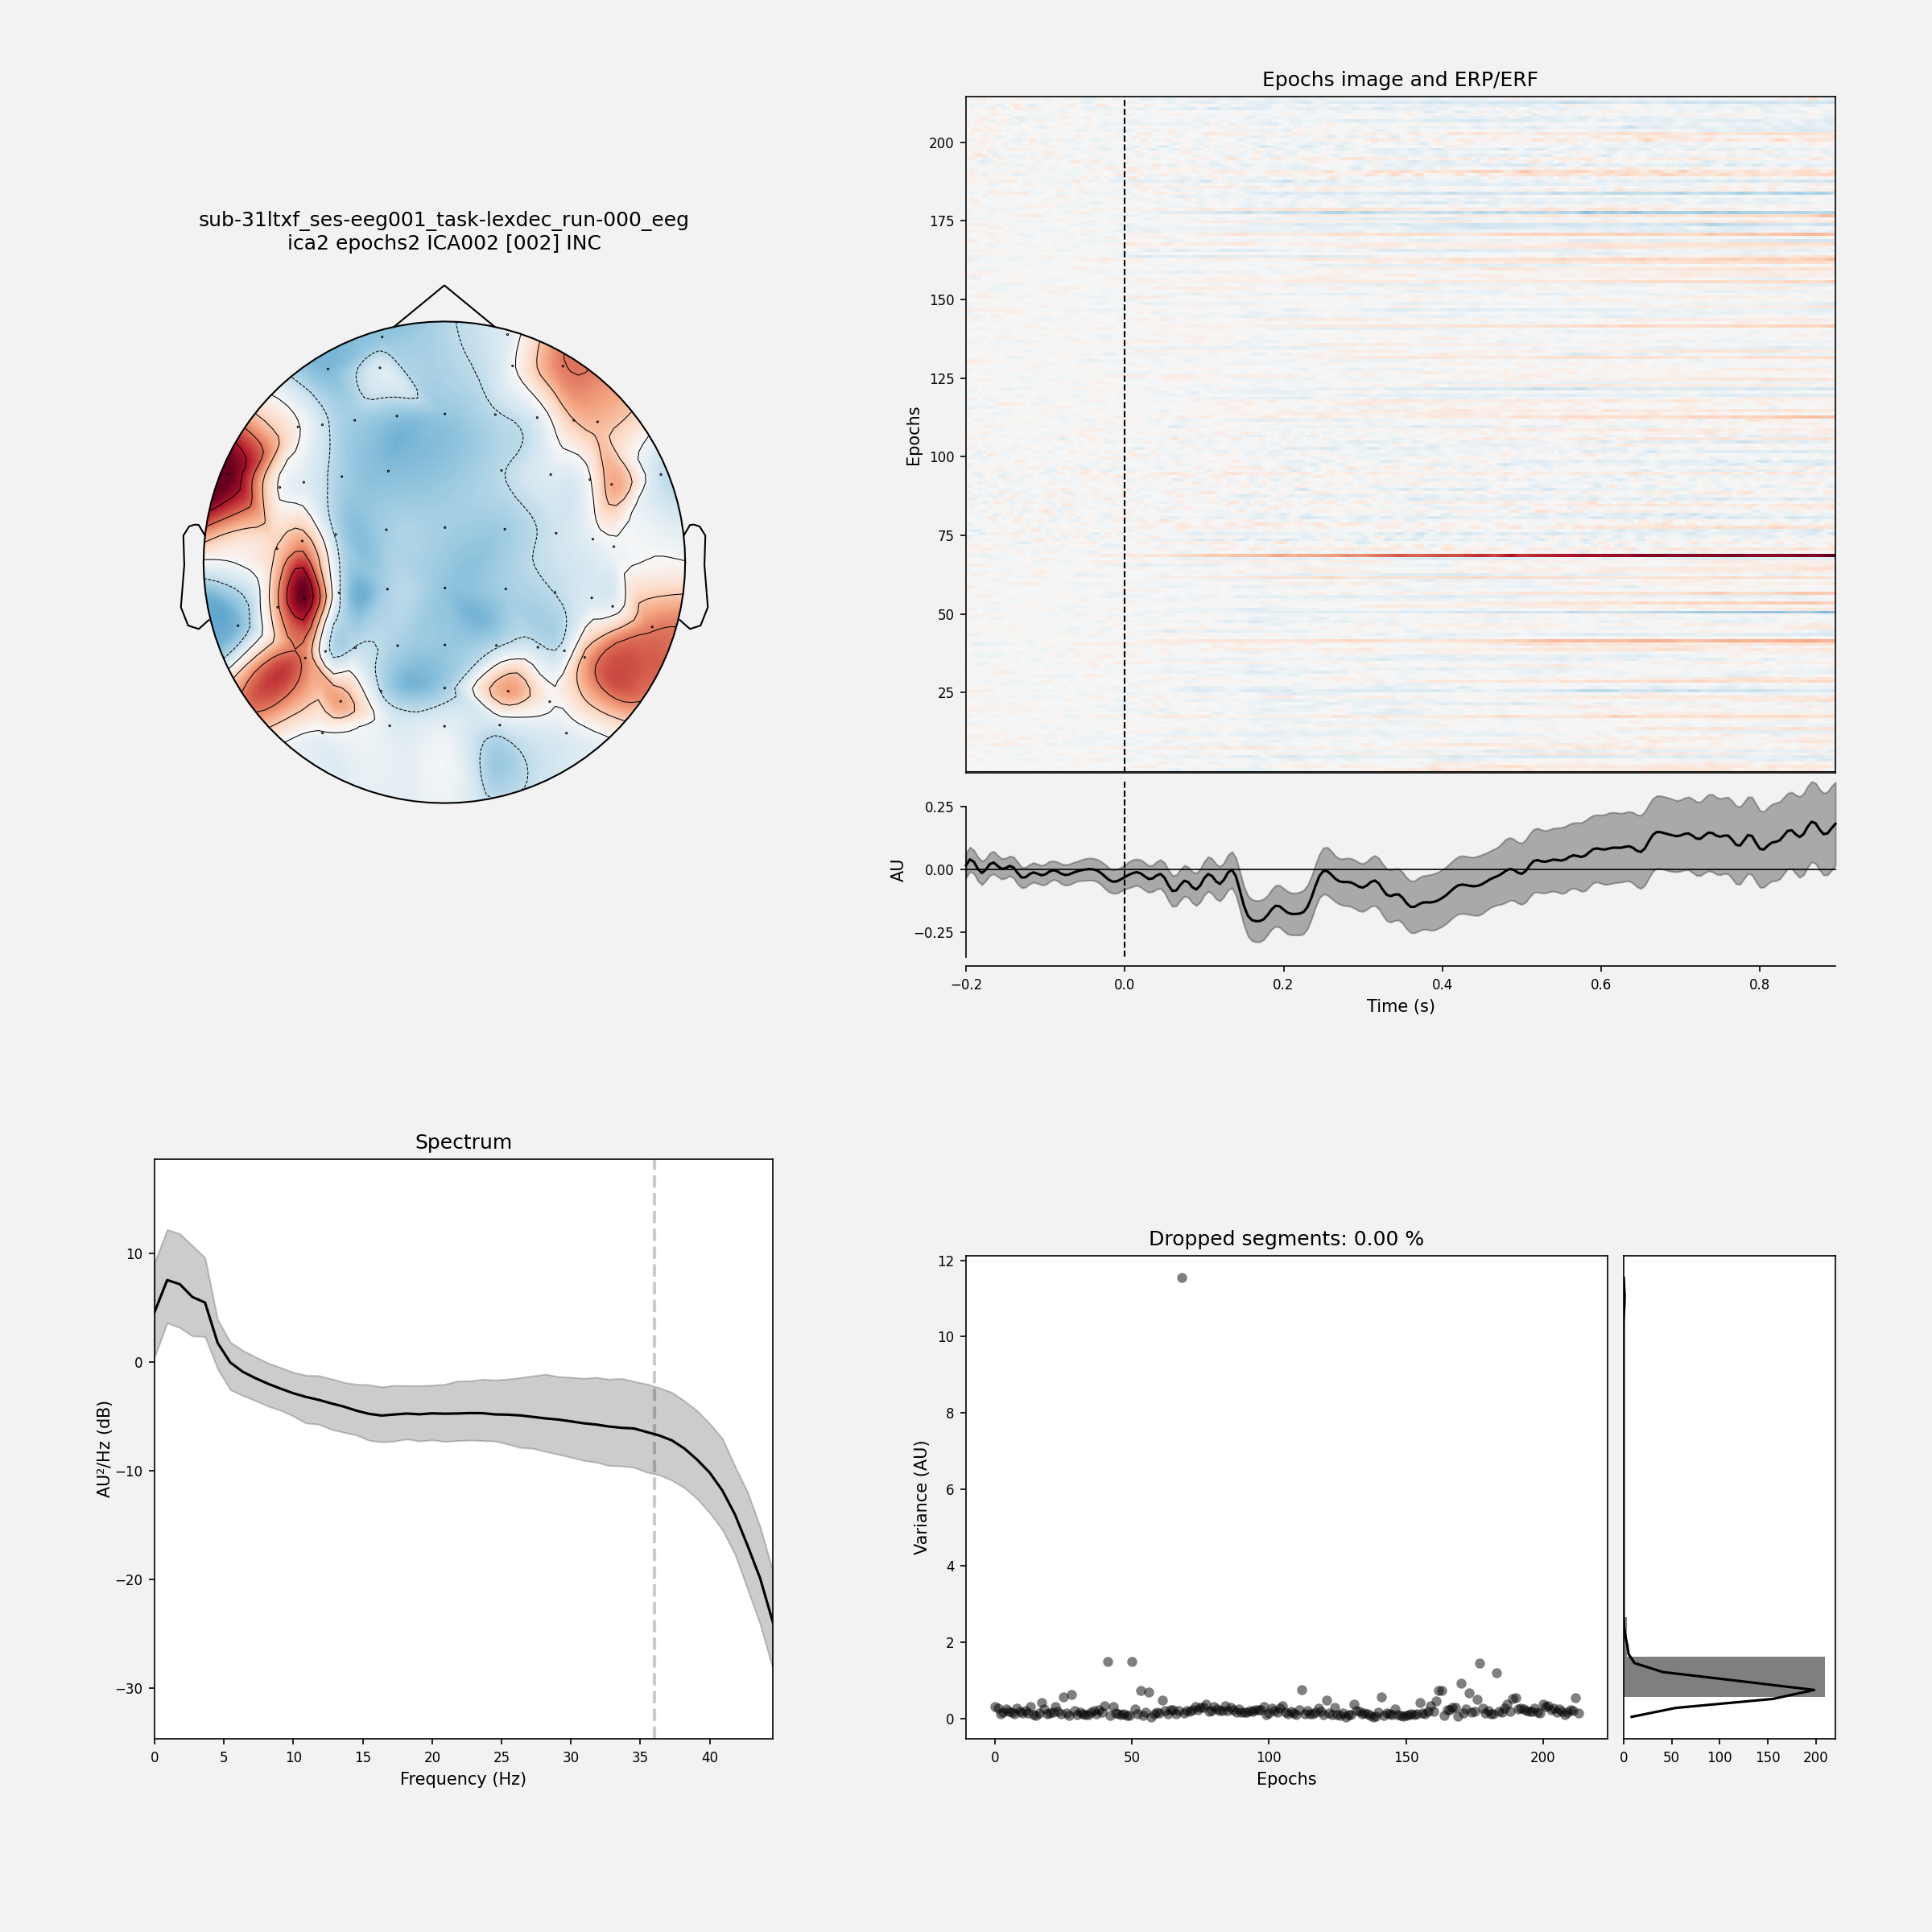 sub-31ltxf_ses-eeg001_task-lexdec_run-000_eeg
ica2 epochs2 ICA002 [002] INC
Epochs image and ERP/ERF
Epochs
200
175
150
125
100
75
50
25
AU
0.25
0.00
−0.25
−0.2 0.0 0.2 0.4 0.6 0.8
Time (s)
Spectrum
AU²/Hz (dB)
10
0
−10
−20
−30
0 5 10 15 20 25 30 35 40
Frequency (Hz)
Dropped segments: 0.00 %
Variance (AU)
12
10
8
6
4
2
0
0 50 100 150 200
Epochs
0 50 100 150 200